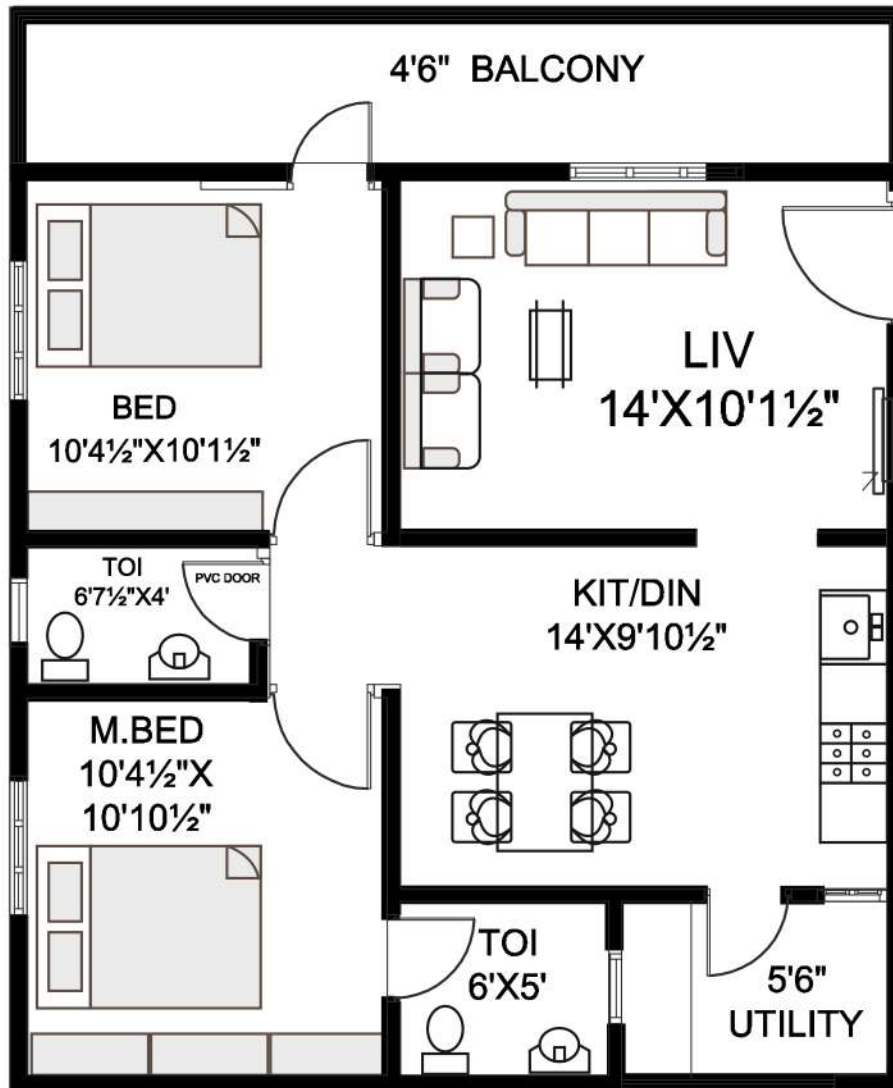 4'6" BALCONY
LIV
14'X10'1½"
BED
10'4½"X10'1½"
TOI
6'7½"X4'
PVC DOOR
KIT/DIN
14'X9'10½"
M.BED
10'4½"X
10'10½"
TOI
6'X5'
5'6"
UTILITY